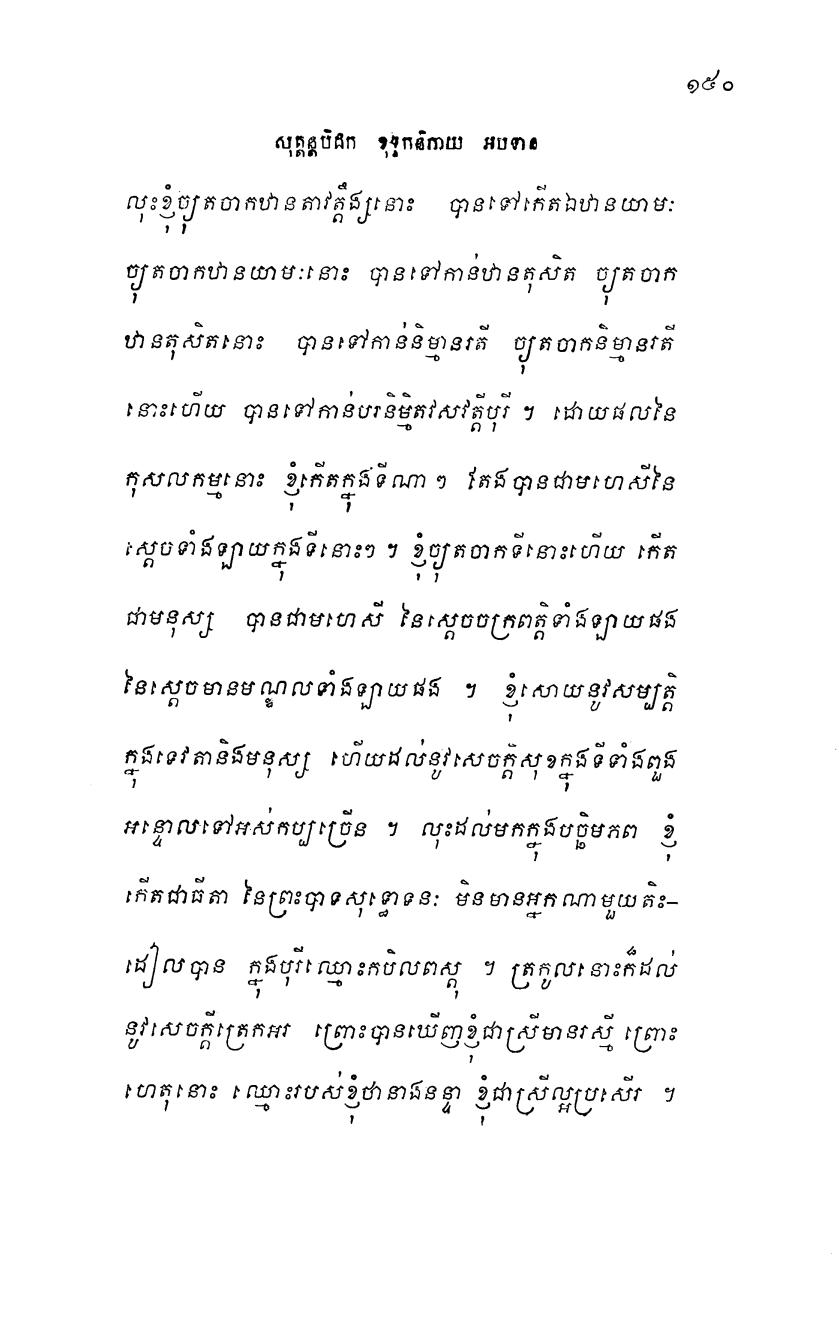 ១៥០
សុត្តន្តបិដក ខុទ្ទកនិកាយ អបទាន
លុះខ្ញុំច្យុតចាកឋានតាវត្តឹង្សនោះ បានទៅកើតឯឋានយាមៈ
ច្យុតចាកឋានយាមៈនោះ បានទៅកាន់ឋានតុសិត ច្យុតចាក
ឋានតុសិតនោះ បានទៅកាន់និម្មានរតី ច្យុតចាកនិម្មានរតី
នោះហើយ បានទៅកាន់បរនិម្មិតវសវត្តីបុរី ។ ដោយផលនៃ
កុសលកម្មនោះ ខ្ញុំកើតក្នុងទីណា ៗ តែងបានជាមហេសីនៃ
ស្តេចទាំងឡាយក្នុងទីនោះៗ ។ ខ្ញុំច្យុតចាកទីនោះហើយ កើត
ជាមនុស្ស បានជាមហេសី នៃស្តេចចក្រពត្តិទាំងឡាយផង
នៃស្តេចមានមណ្ឌលទាំងឡាយផង ។ ខ្ញុំសោយនូវសម្បត្តិ
ក្នុងទេវតានិងមនុស្ស ហើយដល់នូវសេចក្តីសុខក្នុងទីទាំងពួង
អន្ទោលទៅអស់កប្បច្រើន ។ លុះដល់មកក្នុងបច្ឆិមភព ខ្ញុំ
កើតជាធីតា នៃព្រះបាទសុទ្ធោទនៈ មិនមានអ្នកណាមួយតិះ–
ដៀលបាន ក្នុងបុរីឈ្មោះកបិលពស្តុ ។ ត្រកូលនោះក៏ដល់
នូវសេចក្តីត្រេកអរ ព្រោះបានឃើញខ្ញុំជាស្រីមានរស្មី ព្រោះ
ហេតុនោះ ឈ្មោះរបស់ខ្ញុំថានាងនន្ទា ខ្ញុំជាស្រីល្អប្រសើរ ។